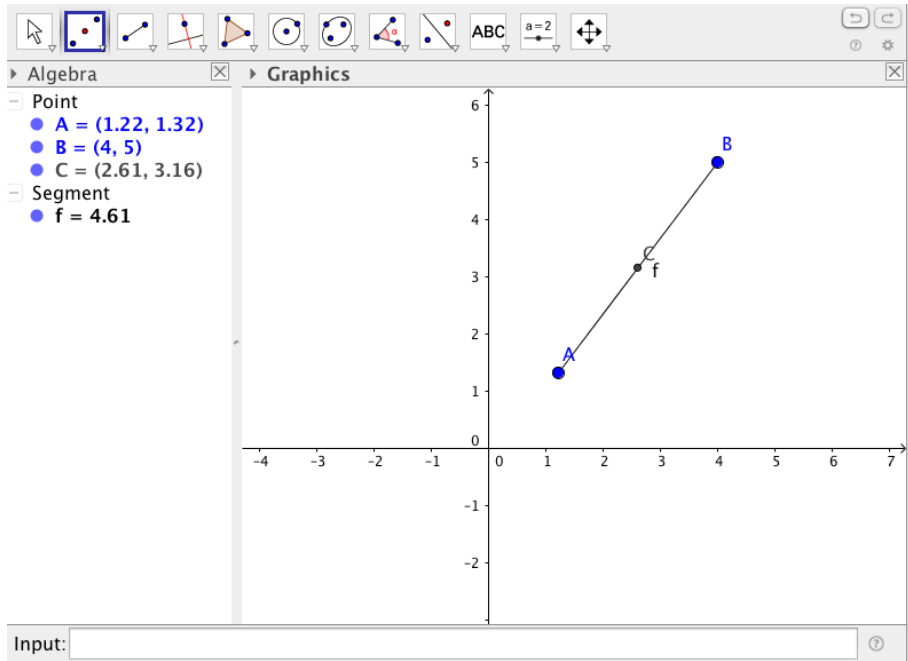 α
ABC
a=2
Algebra
Graphics
Point
A = (1.22, 1.32)
B = (4, 5)
C = (2.61, 3.16)
Segment
f = 4.61
6
B
5
4
C
f
3
2
A
1
0
-4 -3 -2 -1 0 1 2 3 4 5 6 7
-1
-2
Input: